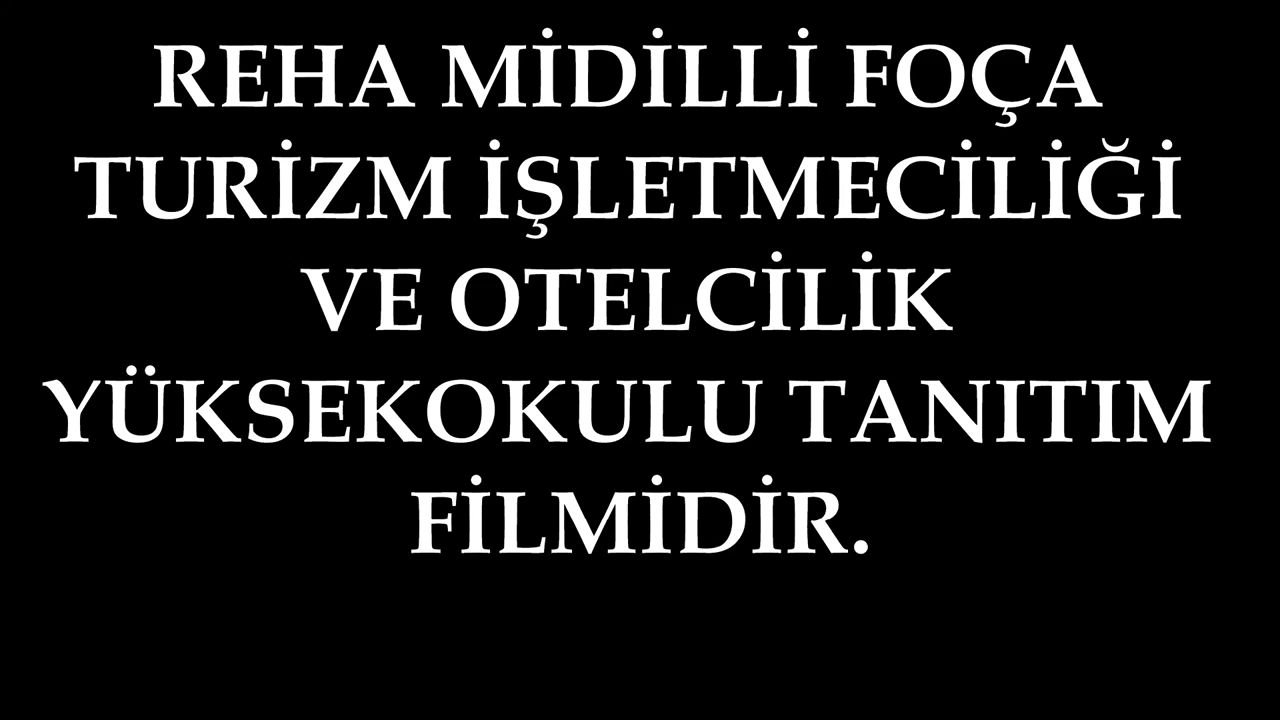 REHA MİDİLLİ FOÇA
TURİZM İŞLETMECİLİĞİ
VE OTELCİLİK
YÜKSEKOKULU TANITIM
FİLMİDİR.